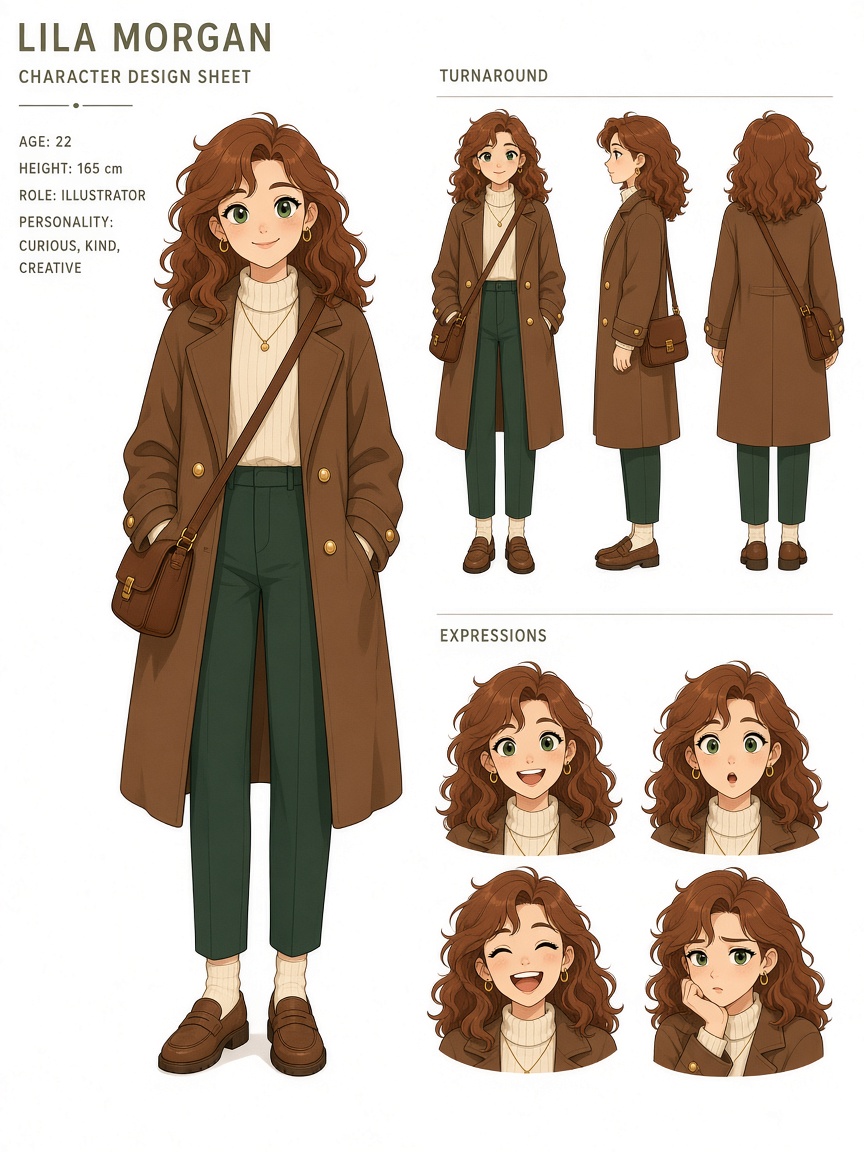 LILA MORGAN
CHARACTER DESIGN SHEET
AGE: 22
HEIGHT: 165 cm
ROLE: ILLUSTRATOR
PERSONALITY:
CURIOUS, KIND,
CREATIVE
TURNAROUND
EXPRESSIONS